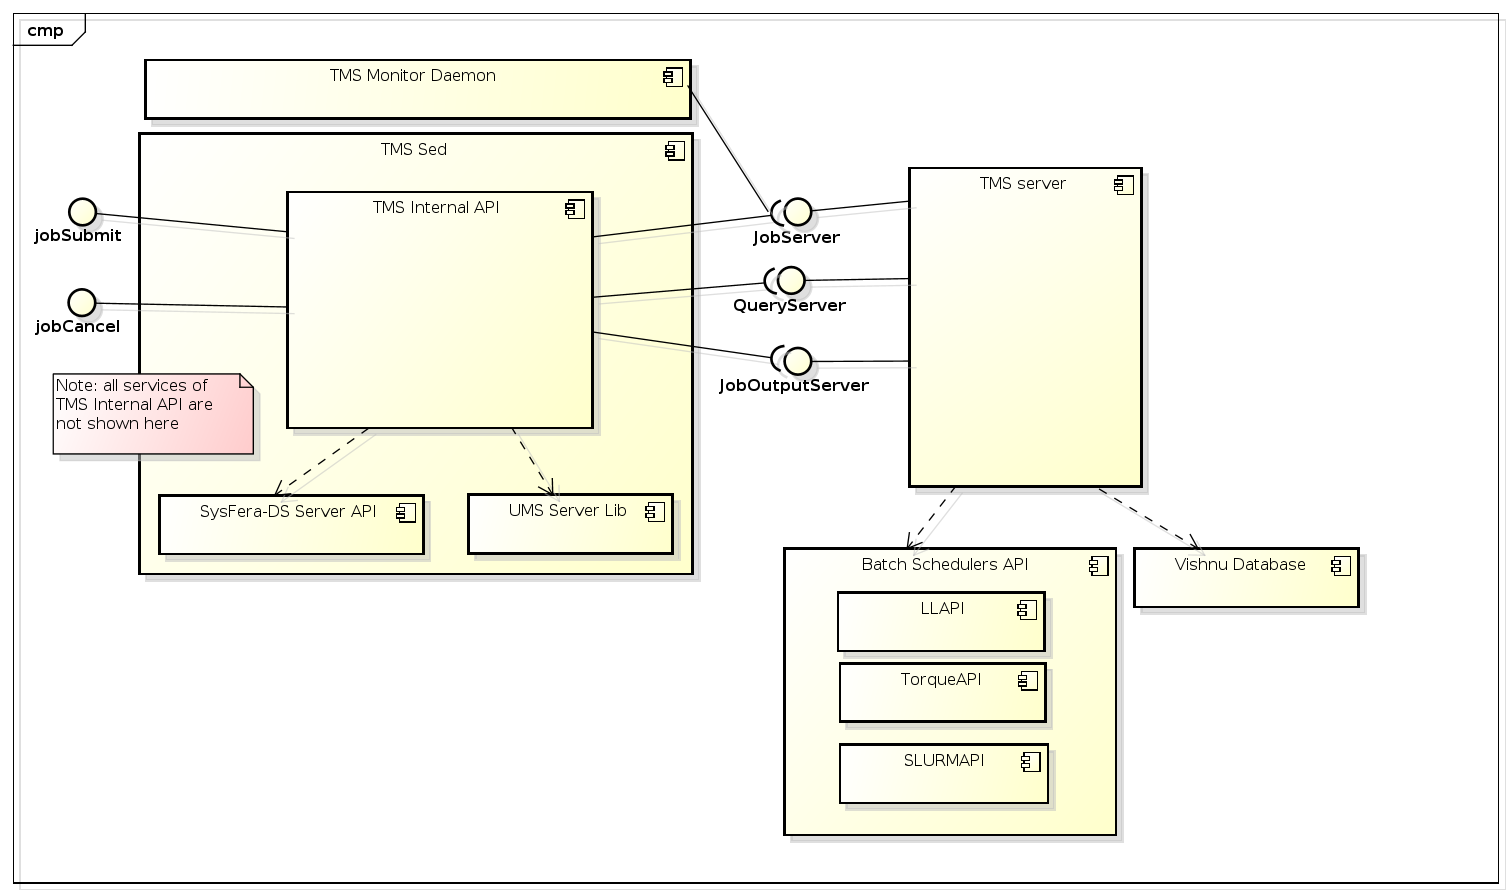 cmp
TMS Monitor Daemon
TMS Sed
TMS Internal API
jobSubmit
jobCancel
Note: all services of
TMS Internal API are
not shown here
SysFera-DS Server API
UMS Server Lib
JobServer
QueryServer
JobOutputServer
TMS server
Batch Schedulers API
LLAPI
TorqueAPI
SLURMAPI
Vishnu Database